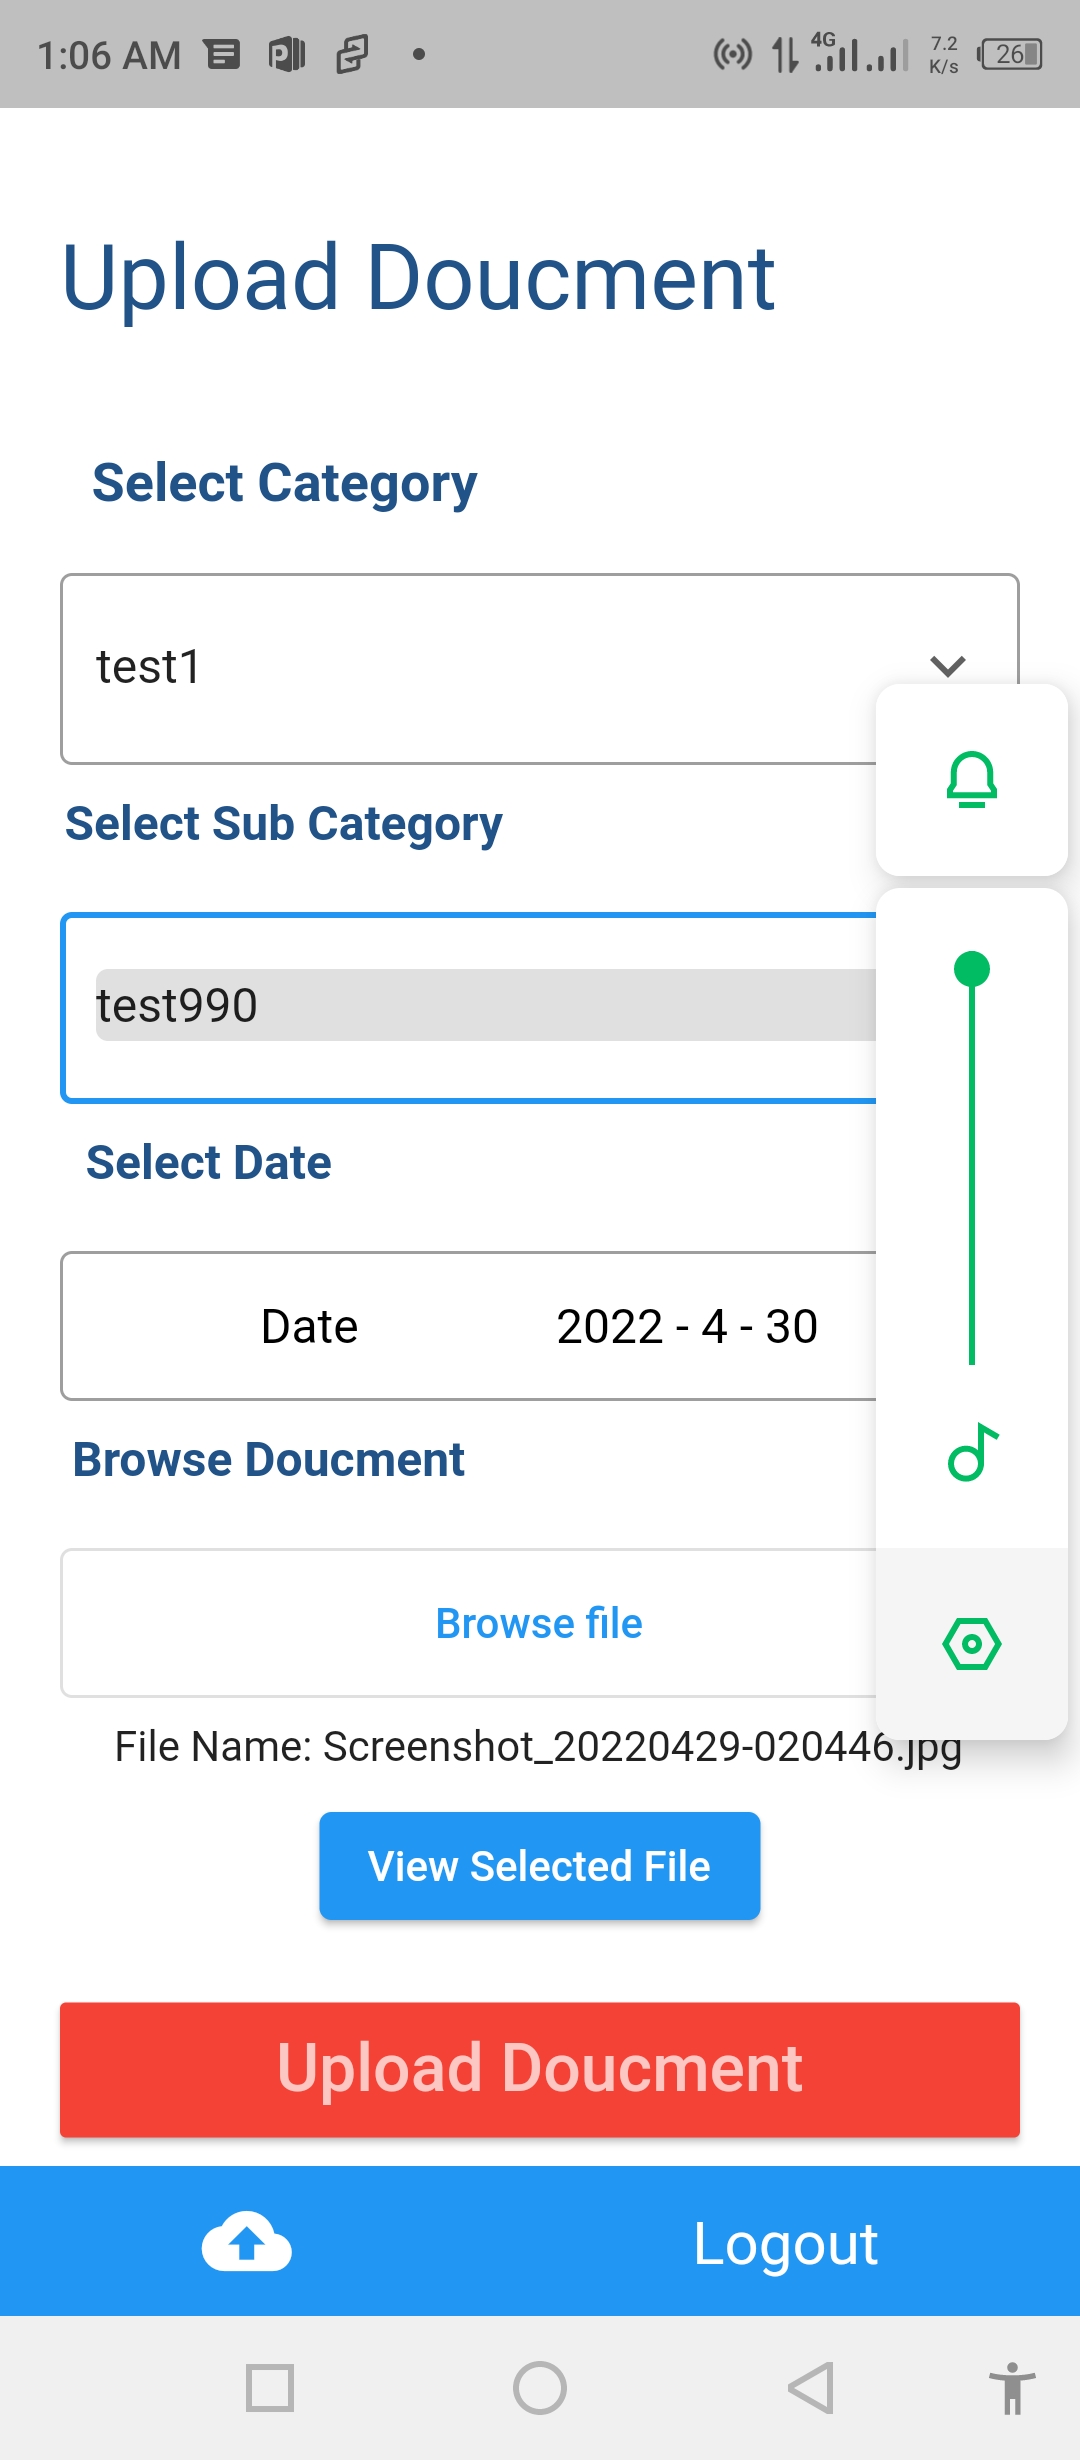 1:06 AM 4G 7.2 K/s 26
Upload Doucment
Select Category
test1
Select Sub Category
test990
Select Date
Date 2022 - 4 - 30
Browse Doucment
Browse file
File Name: Screenshot_20220429-020446.jpg
View Selected File
Upload Doucment
Logout